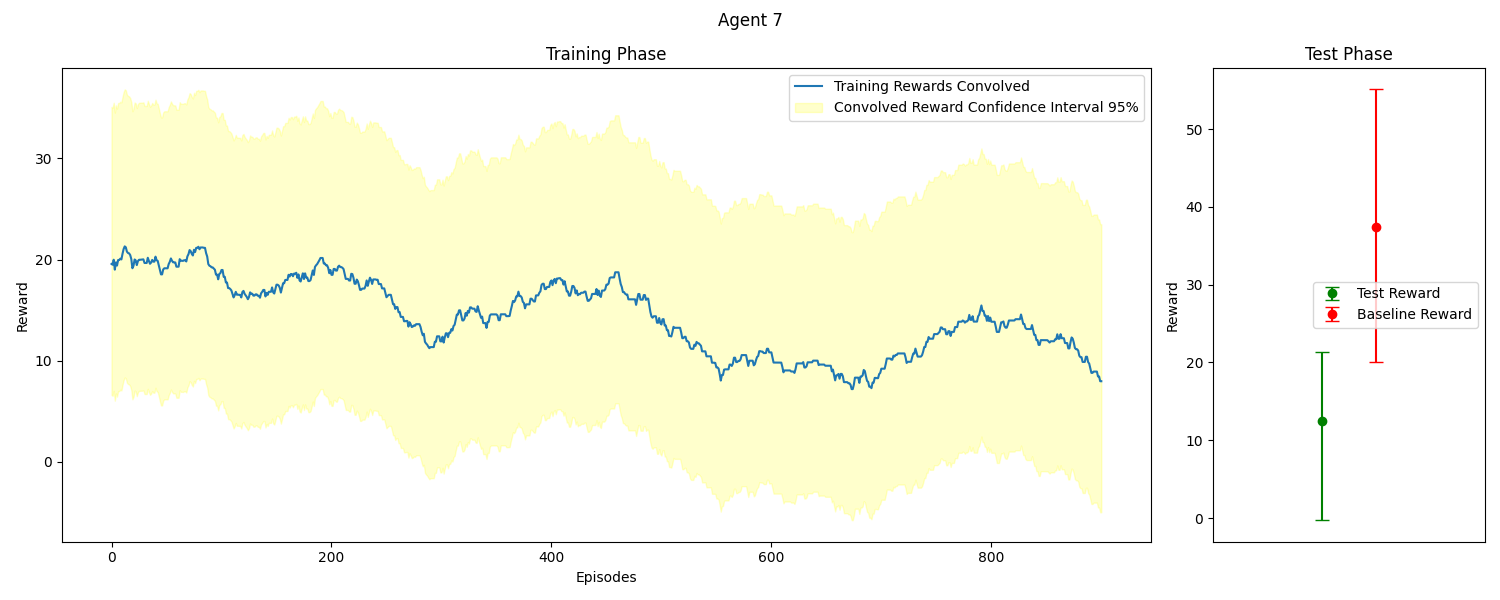 Agent 7
Training Phase
Test Phase
Training Rewards Convolved
Convolved Reward Confidence Interval 95%
Reward
30
20
10
0
0
200
400
600
800
Episodes
Reward
50
40
30
20
10
0
Test Reward
Baseline Reward